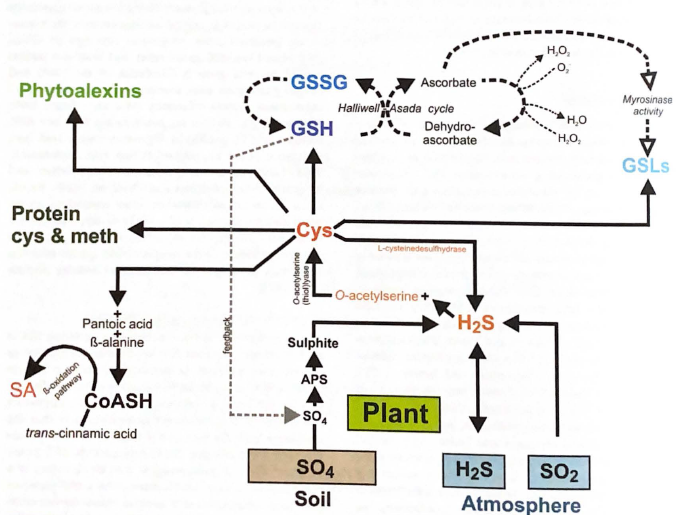 Phytoalexins
GSSG
GSH
Halliwell-Asada cycle
Ascorbate
Dehydro-
ascorbate
H₂O₂
O₂
H₂O
H₂O₂
Myrosinase
activity
GSLs
Protein
cys & meth
Cys
L-cysteinedesulfhydrase
O-acetylserine
(thiol)lyase
O-acetylserine +
H₂S
+
Pantoic acid
+
ß-alanine
SA
ß-oxidation
pathway
CoASH
trans-cinnamic acid
feedback
Sulphite
APS
SO₄
Plant
SO₄
Soil
H₂S
SO₂
Atmosphere